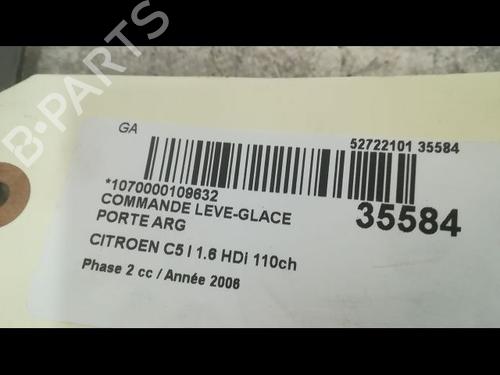 B-PARTS
GA
52722101 35584
*1070000109632
COMMANDE LEVE-GLACE
PORTE ARG
35584
CITROEN C5 I 1.6 HDi 110ch
Phase 2 cc / Année 2006